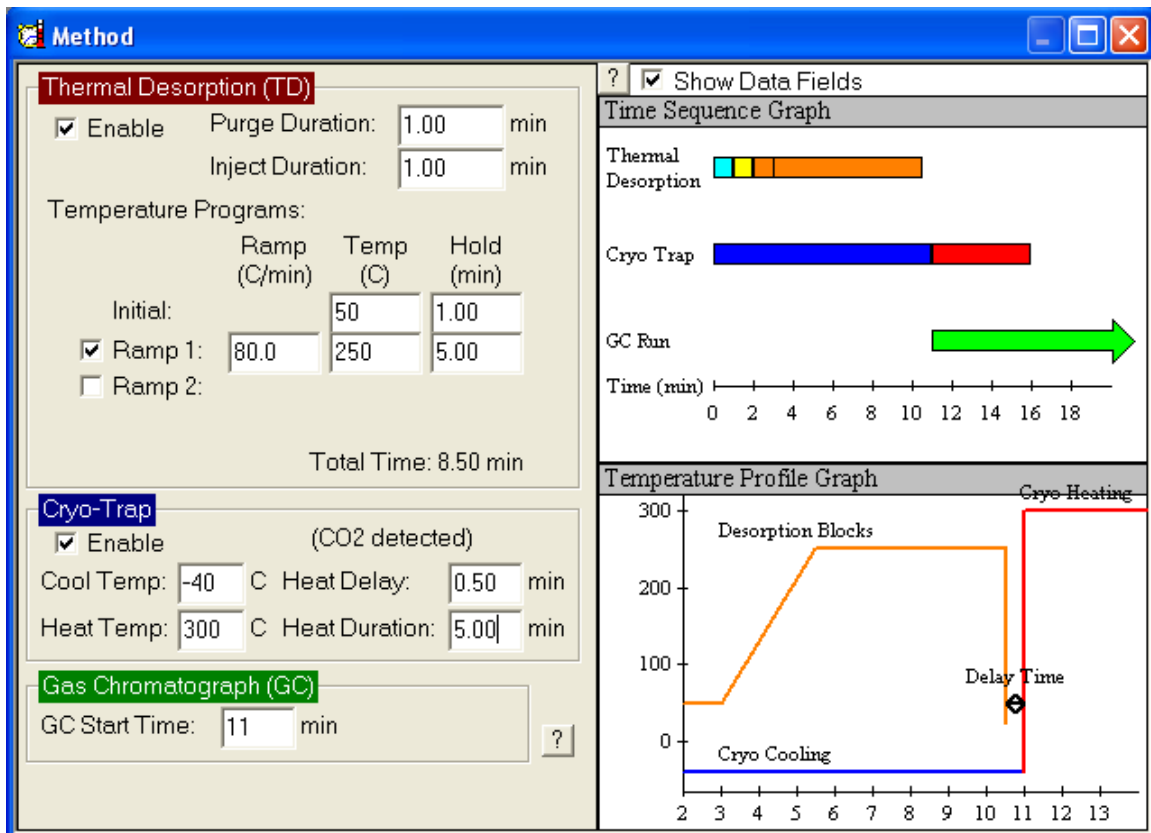 Method
Thermal Desorption (TD)
Enable
Purge Duration: 1.00 min
Inject Duration: 1.00 min
Temperature Programs:
Ramp Temp Hold
(C/min) (C) (min)
Initial: 50 1.00
Ramp 1: 80.0 250 5.00
Ramp 2:
Total Time: 8.50 min
Cryo-Trap
Enable (CO2 detected)
Cool Temp: -40 C Heat Delay: 0.50 min
Heat Temp: 300 C Heat Duration: 5.00 min
Gas Chromatograph (GC)
GC Start Time: 11 min
?
? Show Data Fields
Time Sequence Graph
Thermal
Desorption
Cryo Trap
GC Run
Time (min)
0 2 4 6 8 10 12 14 16 18
Temperature Profile Graph
Cryo Heating
300
Desorption Blocks
200
100
Delay Time
0
Cryo Cooling
2 3 4 5 6 7 8 9 10 11 12 13